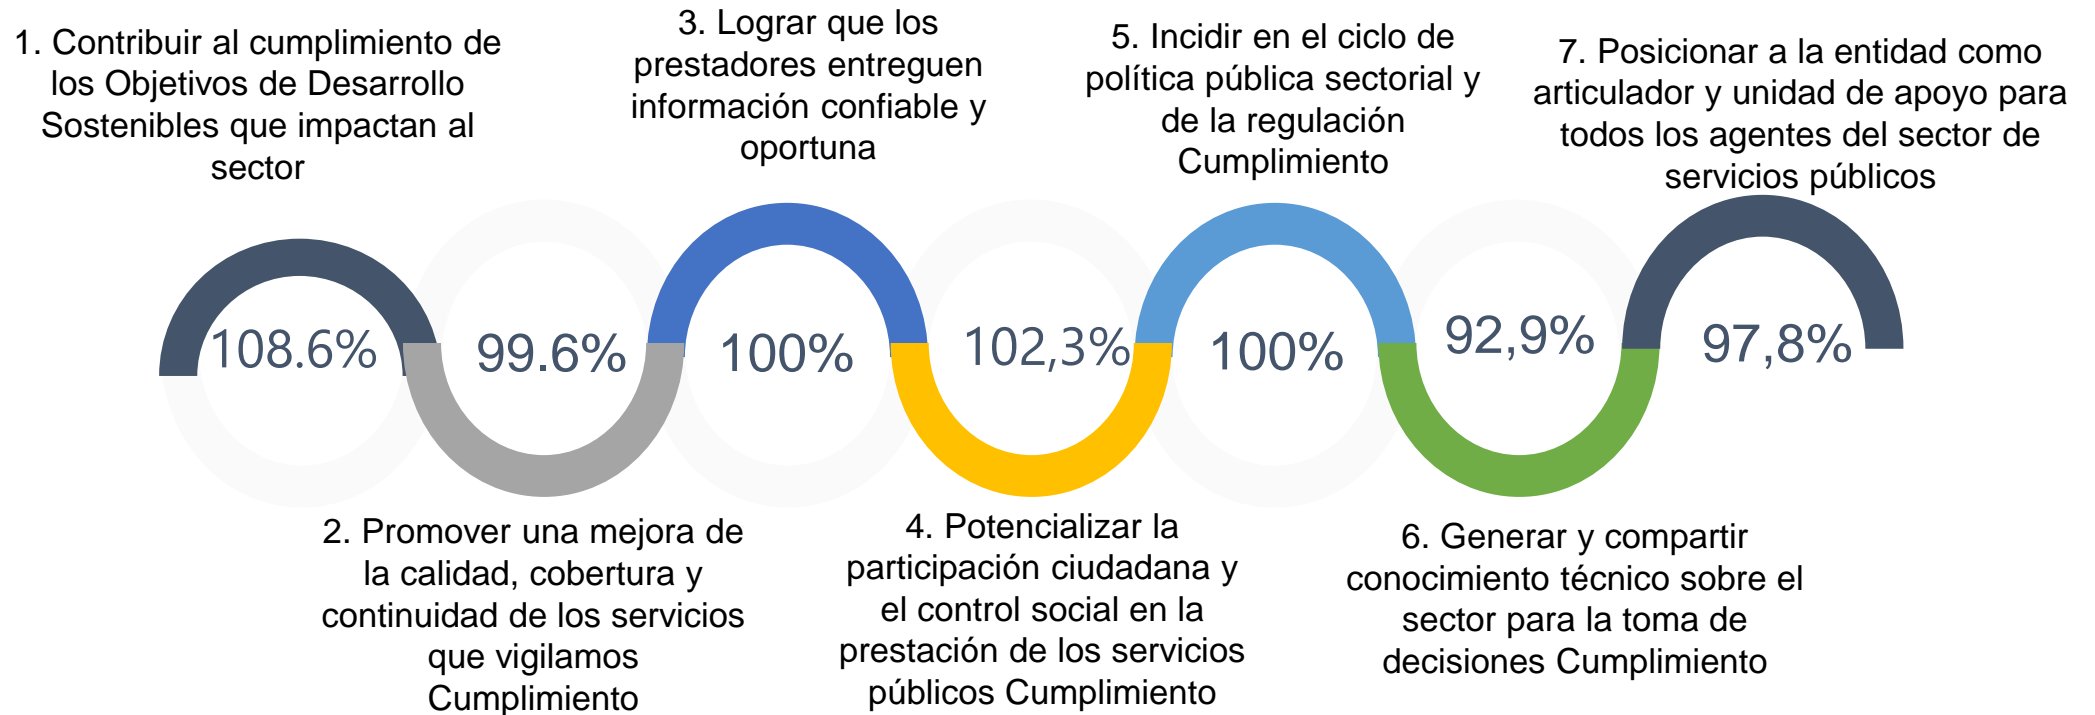 1. Contribuir al cumplimiento de
los Objetivos de Desarrollo
Sostenibles que impactan al
sector
3. Lograr que los
prestadores entreguen
información confiable y
oportuna
5. Incidir en el ciclo de
política pública sectorial y
de la regulación
Cumplimiento
7. Posicionar a la entidad como
articulador y unidad de apoyo para
todos los agentes del sector de
servicios públicos
108.6%
99.6%
100%
102,3%
100%
92,9%
97,8%
2. Promover una mejora de
la calidad, cobertura y
continuidad de los servicios
que vigilamos
Cumplimiento
4. Potencializar la
participación ciudadana y
el control social en la
prestación de los servicios
públicos Cumplimiento
6. Generar y compartir
conocimiento técnico sobre el
sector para la toma de
decisiones Cumplimiento